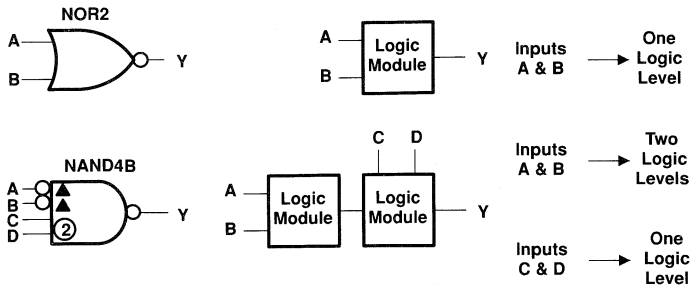 NOR2
A
B
Y
A
B
Logic
Module
Y
Inputs
A & B
One
Logic
Level
NAND4B
A
B
C
D
2
Y
A
B
Logic
Module
C
D
Logic
Module
Y
Inputs
A & B
Two
Logic
Levels
Inputs
C & D
One
Logic
Level